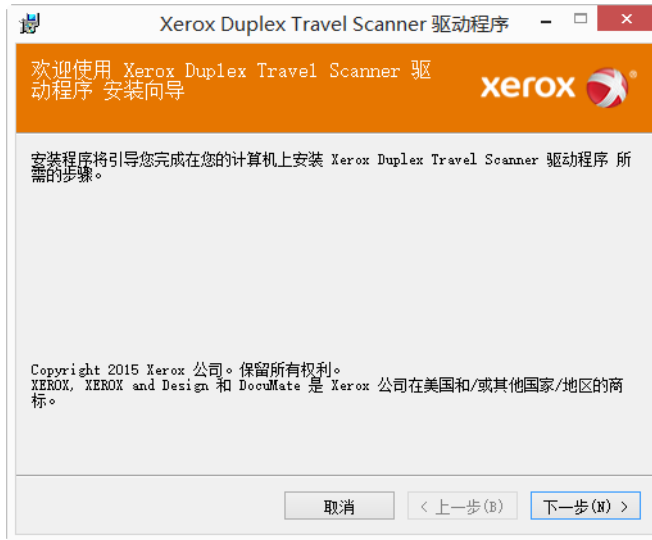 Xerox Duplex Travel Scanner 驱动程序
欢迎使用 Xerox Duplex Travel Scanner 驱
动程序 安装向导
xerox
安装程序将引导您完成在您的计算机上安装 Xerox Duplex Travel Scanner 驱动程序 所
需的步骤。
Copyright 2015 Xerox 公司。保留所有权利。
XEROX, XEROX and Design 和 DocuMate 是 Xerox 公司在美国和/或其他国家/地区的商
标。
取消
< 上一步(B)
下一步(N) >